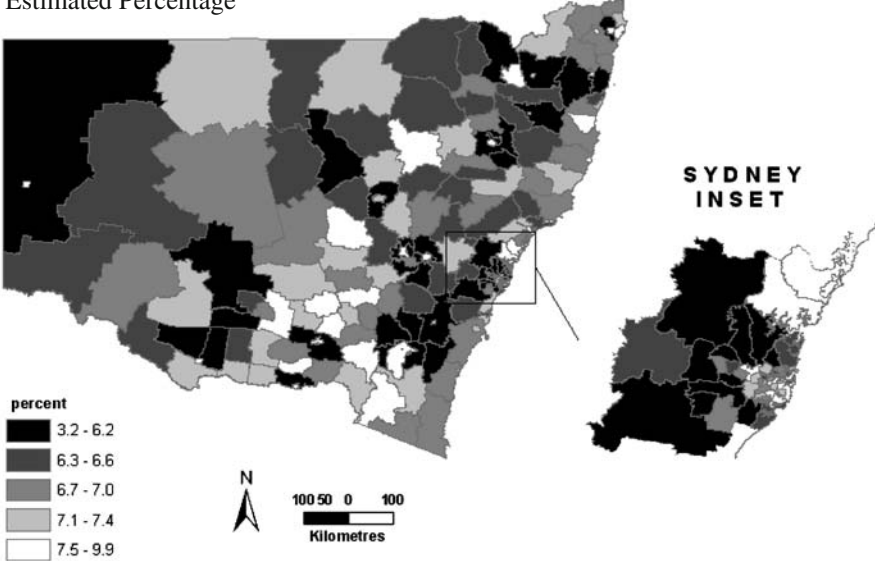 Estimated Percentage
SYDNEY
INSET
percent
3.2 - 6.2
6.3 - 6.6
6.7 - 7.0
7.1 - 7.4
7.5 - 9.9
N
100 50 0 100
Kilometres